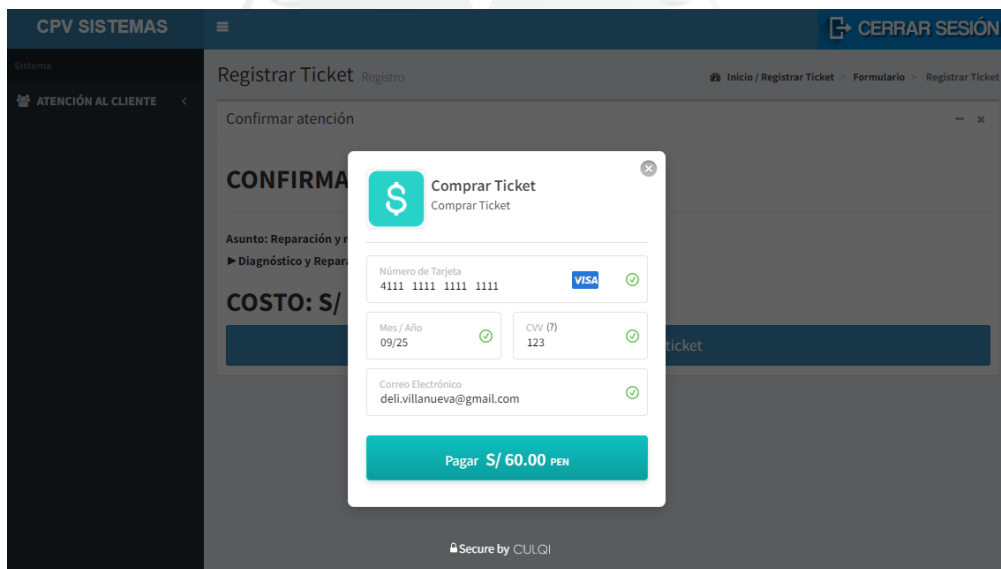 CPV SISTEMAS
CERRAR SESIÓN
Sistema
Registrar Ticket Registro
Inicio / Registrar Ticket > Formulario > Registrar Ticket
ATENCIÓN AL CLIENTE
Confirmar atención
CONFIRMA
Comprar Ticket
Comprar Ticket
Asunto: Reparación y
Diagnóstico y Repar
Número de Tarjeta
4111 1111 1111 1111
VISA
COSTO: S/
Mes / Año
09/25
CVV (?)
123
ticket
Correo Electrónico
deli.villanueva@gmail.com
Pagar S/ 60.00 PEN
Secure by CULQI